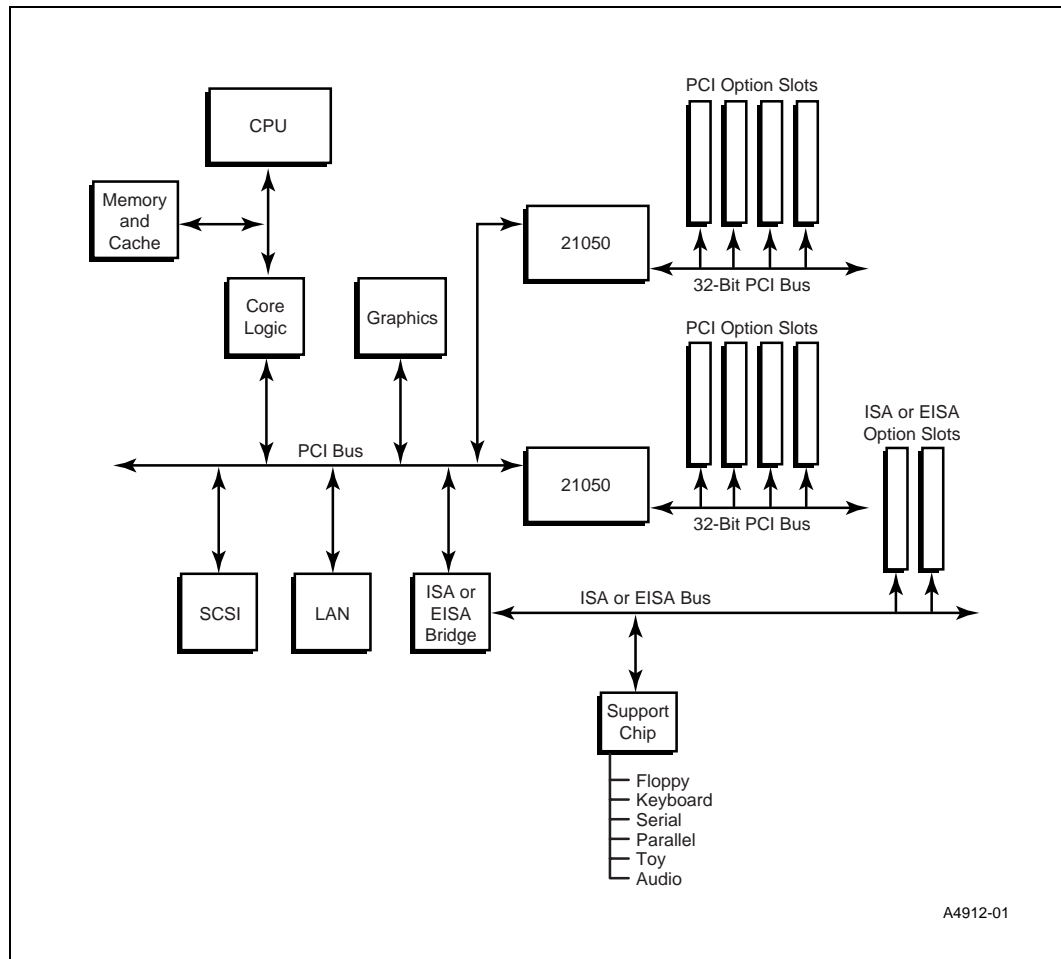 PCI Option Slots
CPU
Memory
and
Cache
21050
32-Bit PCI Bus
Core
Logic
Graphics
PCI Option Slots
ISA or EISA
Option Slots
PCI Bus
21050
32-Bit PCI Bus
SCSI
LAN
ISA or
EISA
Bridge
ISA or EISA Bus
Support
Chip
Floppy
Keyboard
Serial
Parallel
Toy
Audio
A4912-01